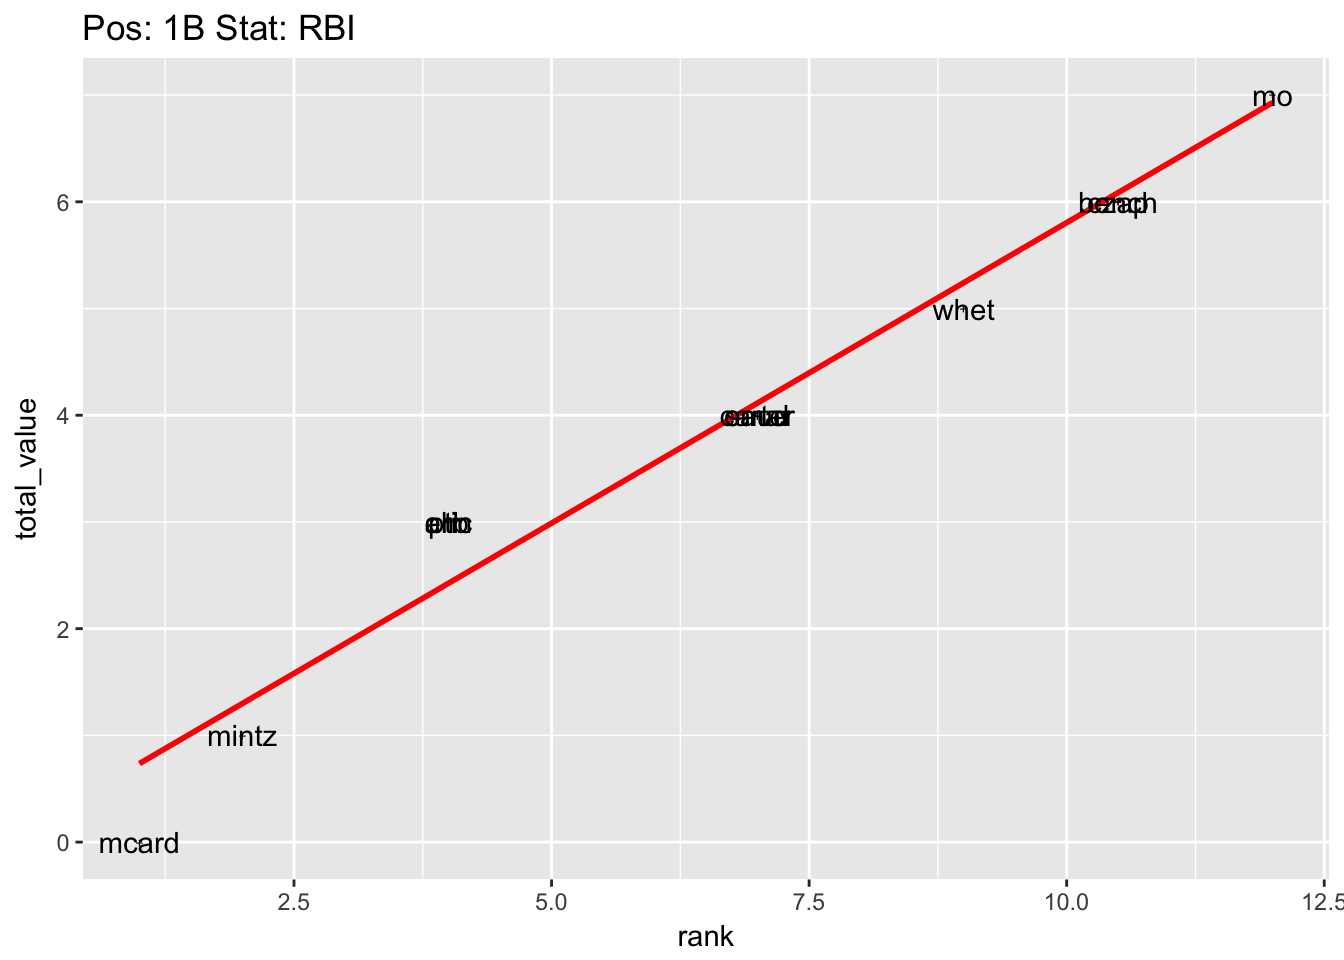 Pos: 1B Stat: RBI
mo
6
whet
4
total_value
2
mintz
0
mcard
2.5 5.0 7.5 10.0 12.5
rank